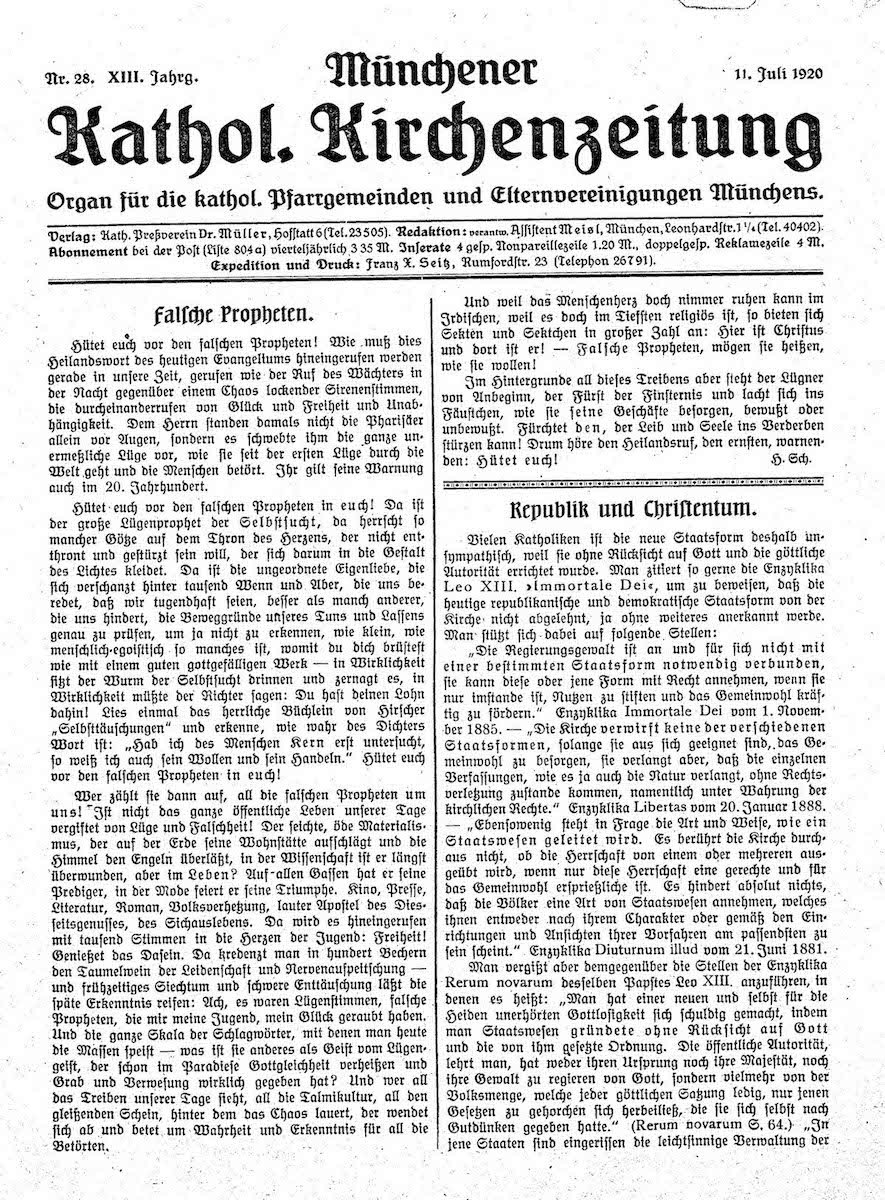 Nr. 28. XIII. Jahrg.
Münchener
11. Juli 1920
Kathol. Kirchenzeitung
Organ für die kathol. Pfarrgemeinden und Elternvereinigungen Münchens.
Verlag: Kath. Preßverein Dr. Müller, Hofstatt 6 (Tel. 23505). Redaktion: verantw. Assistent Meisl, München, Leonhardstr. 1 ¼ (Tel. 40402).
Abonnement bei der Post (Liste 804a) vierteljährlich 3 35 M. Inserate 4 gesp. Nonpareillezeile 1.20 M., doppelgesp. Reklamezeile 4 M.
Expedition und Druck: Franz X. Seitz, Rumfordstr. 23 (Telephon 26791).
Falsche Propheten.
Hütet euch vor den falschen Propheten! Wie muß dies
Heilandswort des heutigen Evangeliums hineingerufen werden
gerade in unsere Zeit, gerufen wie der Ruf des Wächters in
der Nacht gegenüber einem Chaos lockender Sirenenstimmen,
die durcheinanderrufen von Glück und Freiheit und Unab-
hängigkeit. Dem Herrn standen damals nicht die Pharisäer
allein vor Augen, sondern es schwebte ihm die ganze un-
ermeßliche Lüge vor, wie sie seit der ersten Lüge durch die
Welt geht und die Menschen betört. Ihr gilt seine Warnung
auch im 20. Jahrhundert.
Hütet euch vor den falschen Propheten in euch! Da ist
der große Lügenprophet der Selbstsucht, da herrscht so
mancher Götze auf dem Thron des Herzens, der nicht ent-
thront und gestürzt sein will, der sich darum in die Gestalt
des Lichtes kleidet. Da ist die ungeordnete Eigenliebe, die
sich verschanzt hinter tausend Wenn und Aber, die uns be-
redet, daß wir tugendhaft seien, besser als manch anderer,
die uns hindert, die Beweggründe unseres Tuns und Lassens
genau zu prüfen, um ja nicht zu erkennen, wie klein, wie
menschlich-egoistisch so manches ist, womit du dich brüstest
wie mit einem guten gottgefälligen Werk — in Wirklichkeit
sitzt der Wurm der Selbstsucht drinnen und zernagt es, in
Wirklichkeit müßte der Richter sagen: Du hast deinen Lohn
dahin! Lies einmal das herrliche Büchlein von Hirscher
„Selbsttäuschungen" und erkenne, wie wahr des Dichters
Wort ist: „Hab ich des Menschen Kern erst untersucht,
so weiß ich auch sein Wollen und sein Handeln." Hütet euch
vor den falschen Propheten in euch!
Wer zählt sie dann auf, all die falschen Propheten um
uns! Ist nicht das ganze öffentliche Leben unserer Tage
vergiftet von Lüge und Falschheit! Der seichte, öde Materialis-
mus, der auf der Erde seine Wohnstätte aufschlägt und die
Himmel den Engeln überläßt, in der Wissenschaft ist er längst
überwunden, aber im Leben? Auf allen Gassen hat er seine
Prediger, in der Mode feiert er seine Triumphe. Kino, Presse,
Literatur, Roman, Volksverhetzung, lauter Apostel des Dies-
seitsgenusses, des Sichauslebens. Da wird es hineingerufen
mit tausend Stimmen in die Herzen der Jugend: Freiheit!
Genießet das Dasein. Da kredenzt man in hundert Bechern
den Taumelwein der Leidenschaft und Nervenaufpeitschung —
und frühzeitiges Siechtum und schwere Enttäuschung läßt die
späte Erkenntnis reifen: Ach, es waren Lügenstimmen, falsche
Propheten, die mir meine Jugend, mein Glück geraubt haben.
Und die ganze Skala der Schlagwörter, mit denen man heute
die Massen speist — was ist sie anderes als Geist vom Lügen-
geist, der schon im Paradiese Gottgleichheit verheißen und
Grab und Verwesung wirklich gegeben hat? Und wer all
das Treiben unserer Tage sieht, all die Talmikultur, all den
gleißenden Schein, hinter dem das Chaos lauert, der wendet
sich ab und betet um Wahrheit und Erkenntnis für all die
Betörten.
Und weil das Menschenherz doch nimmer ruhen kann im
Irdischen, weil es doch im Tiefsten religiös ist, so bieten sich
Sekten und Sektchen in großer Zahl an: Hier ist Christus
und dort ist er! — Falsche Propheten, mögen sie heißen,
wie sie wollen!
Im Hintergrunde all dieses Treibens aber steht der Lügner
von Anbeginn, der Fürst der Finsternis und lacht sich ins
Fäustchen, wie sie seine Geschäfte besorgen, bewußt oder
unbewußt. Fürchtet den, der Leib und Seele ins Verderben
stürzen kann! Drum höre den Heilandsruf, den ernsten, warnen-
den: Hütet euch! H. Sch.
Republik und Christentum.
Vielen Katholiken ist die neue Staatsform deshalb un-
sympathisch, weil sie ohne Rücksicht auf Gott und die göttliche
Autorität errichtet wurde. Man zitiert so gerne die Enzyklika
Leo XIII. ›Immortale Dei‹, um zu beweisen, daß die
heutige republikanische und demokratische Staatsform von der
Kirche nicht abgelehnt, ja ohne weiteres anerkannt werde.
Man stützt sich dabei auf folgende Stellen:
„Die Regierungsgewalt ist an und für sich nicht mit
einer bestimmten Staatsform notwendig verbunden,
sie kann diese oder jene Form mit Recht annehmen, wenn sie
nur imstande ist, Nutzen zu stiften und das Gemeinwohl kräf-
tig zu fördern." Enzyklika Immortale Dei vom 1. Novem-
ber 1885. — „Die Kirche verwirft keine der verschiedenen
Staatsformen, solange sie aus sich geeignet sind, das Ge-
meinwohl zu besorgen, sie verlangt aber, daß die einzelnen
Verfassungen, wie es ja auch die Natur verlangt, ohne Rechts-
verletzung zustande kommen, namentlich unter Wahrung der
kirchlichen Rechte." Enzyklika Libertas vom 20. Januar 1888.
— „Ebensowenig steht in Frage die Art und Weise, wie ein
Staatswesen geleitet wird. Es berührt die Kirche durch-
aus nicht, ob die Herrschaft von einem oder mehreren aus-
geübt wird, wenn nur diese Herrschaft eine gerechte und für
das Gemeinwohl ersprießliche ist. Es hindert absolut nichts,
daß die Völker eine Art von Staatswesen annehmen, welches
ihnen entweder nach ihrem Charakter oder gemäß den Ein-
richtungen und Ansichten ihrer Vorfahren am passendsten zu
sein scheint." Enzyklika Diuturnum illud vom 21. Juni 1881.
Man vergißt aber demgegenüber die Stellen der Enzyklika
Rerum novarum desselben Papstes Leo XIII. anzuführen, in
denen es heißt: „Man hat einer neuen und selbst für die
Heiden unerhörten Gottlosigkeit sich schuldig gemacht, indem
man Staatswesen gründete ohne Rücksicht auf Gott
und die von ihm gesetzte Ordnung. Die öffentliche Autorität,
lehrt man, hat weder ihren Ursprung noch ihre Majestät, noch
ihre Gewalt zu regieren von Gott, sondern vielmehr von der
Volksmenge, welche jeder göttlichen Satzung ledig, nur jenen
Gesetzen zu gehorchen sich herbeiließ, die sie sich selbst nach
Gutdünken gegeben hatte." (Rerum novarum S. 64.) „In
jene Staaten sind eingerissen die leichtsinnige Verwaltung der